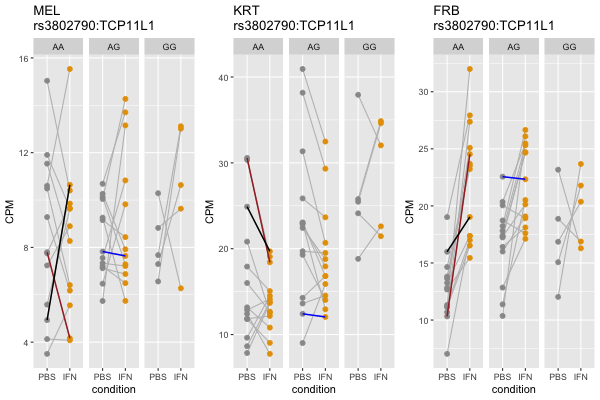 MEL
rs3802790:TCP11L1
AA AG GG
16
12
8
4
CPM
PBS IFN PBS IFN PBS IFN
condition
KRT
rs3802790:TCP11L1
AA AG GG
40
30
20
10
CPM
PBS IFN PBS IFN PBS IFN
condition
FRB
rs3802790:TCP11L1
AA AG GG
30
25
20
15
10
CPM
PBS IFN PBS IFN PBS IFN
condition